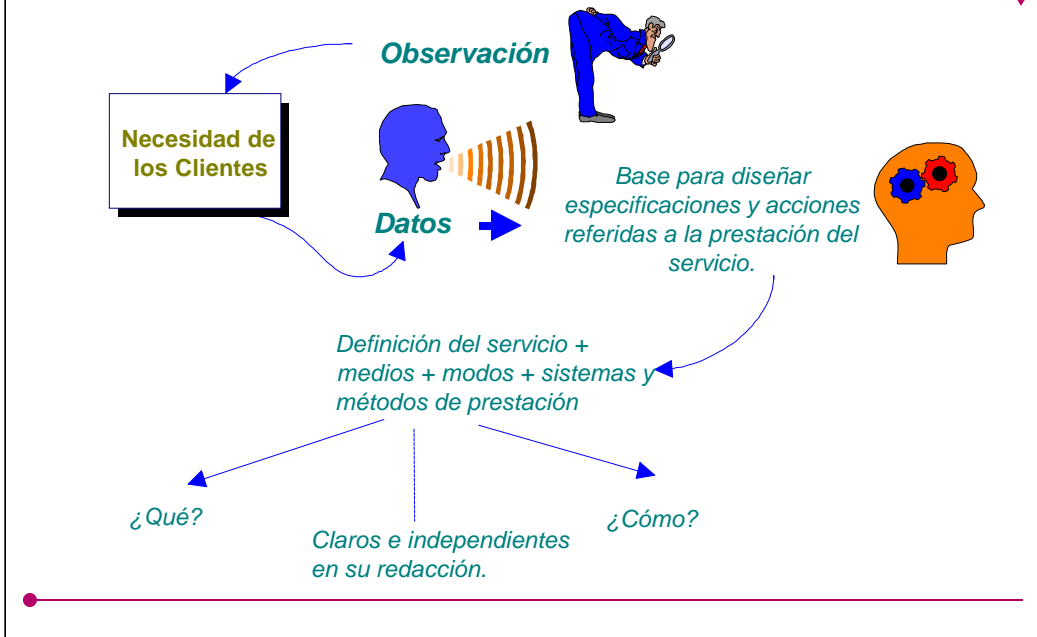 Observación
Necesidad de
los Clientes
Datos
Base para diseñar
especificaciones y acciones
referidas a la prestación del
servicio.
Definición del servicio +
medios + modos + sistemas y
métodos de prestación
¿Qué?
¿Cómo?
Claros e independientes
en su redacción.